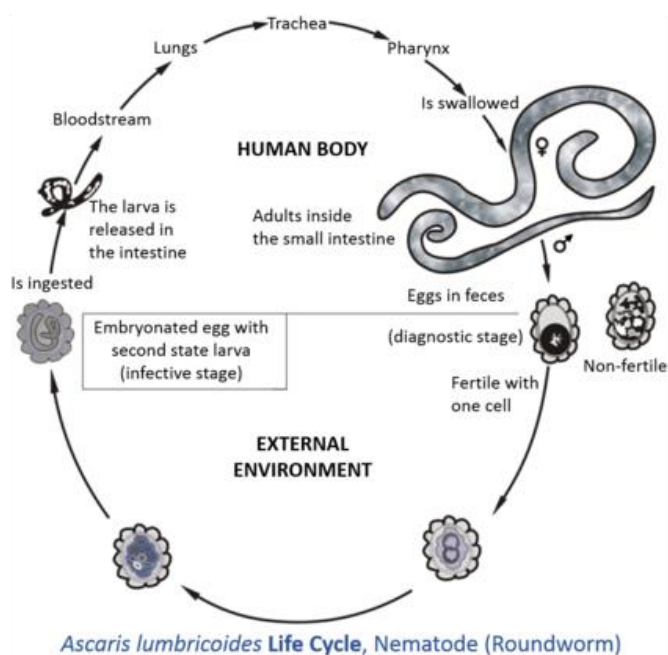 Trachea
Lungs
Pharynx
Is swallowed
Bloodstream
HUMAN BODY
♀
The larva is
released in
the intestine
Adults inside
the small intestine
♂
Is ingested
Eggs in feces
Embryonated egg with
second state larva
(infective stage)
(diagnostic stage)
Non-fertile
Fertile with
one cell
EXTERNAL
ENVIRONMENT
Ascaris lumbricoides Life Cycle, Nematode (Roundworm)